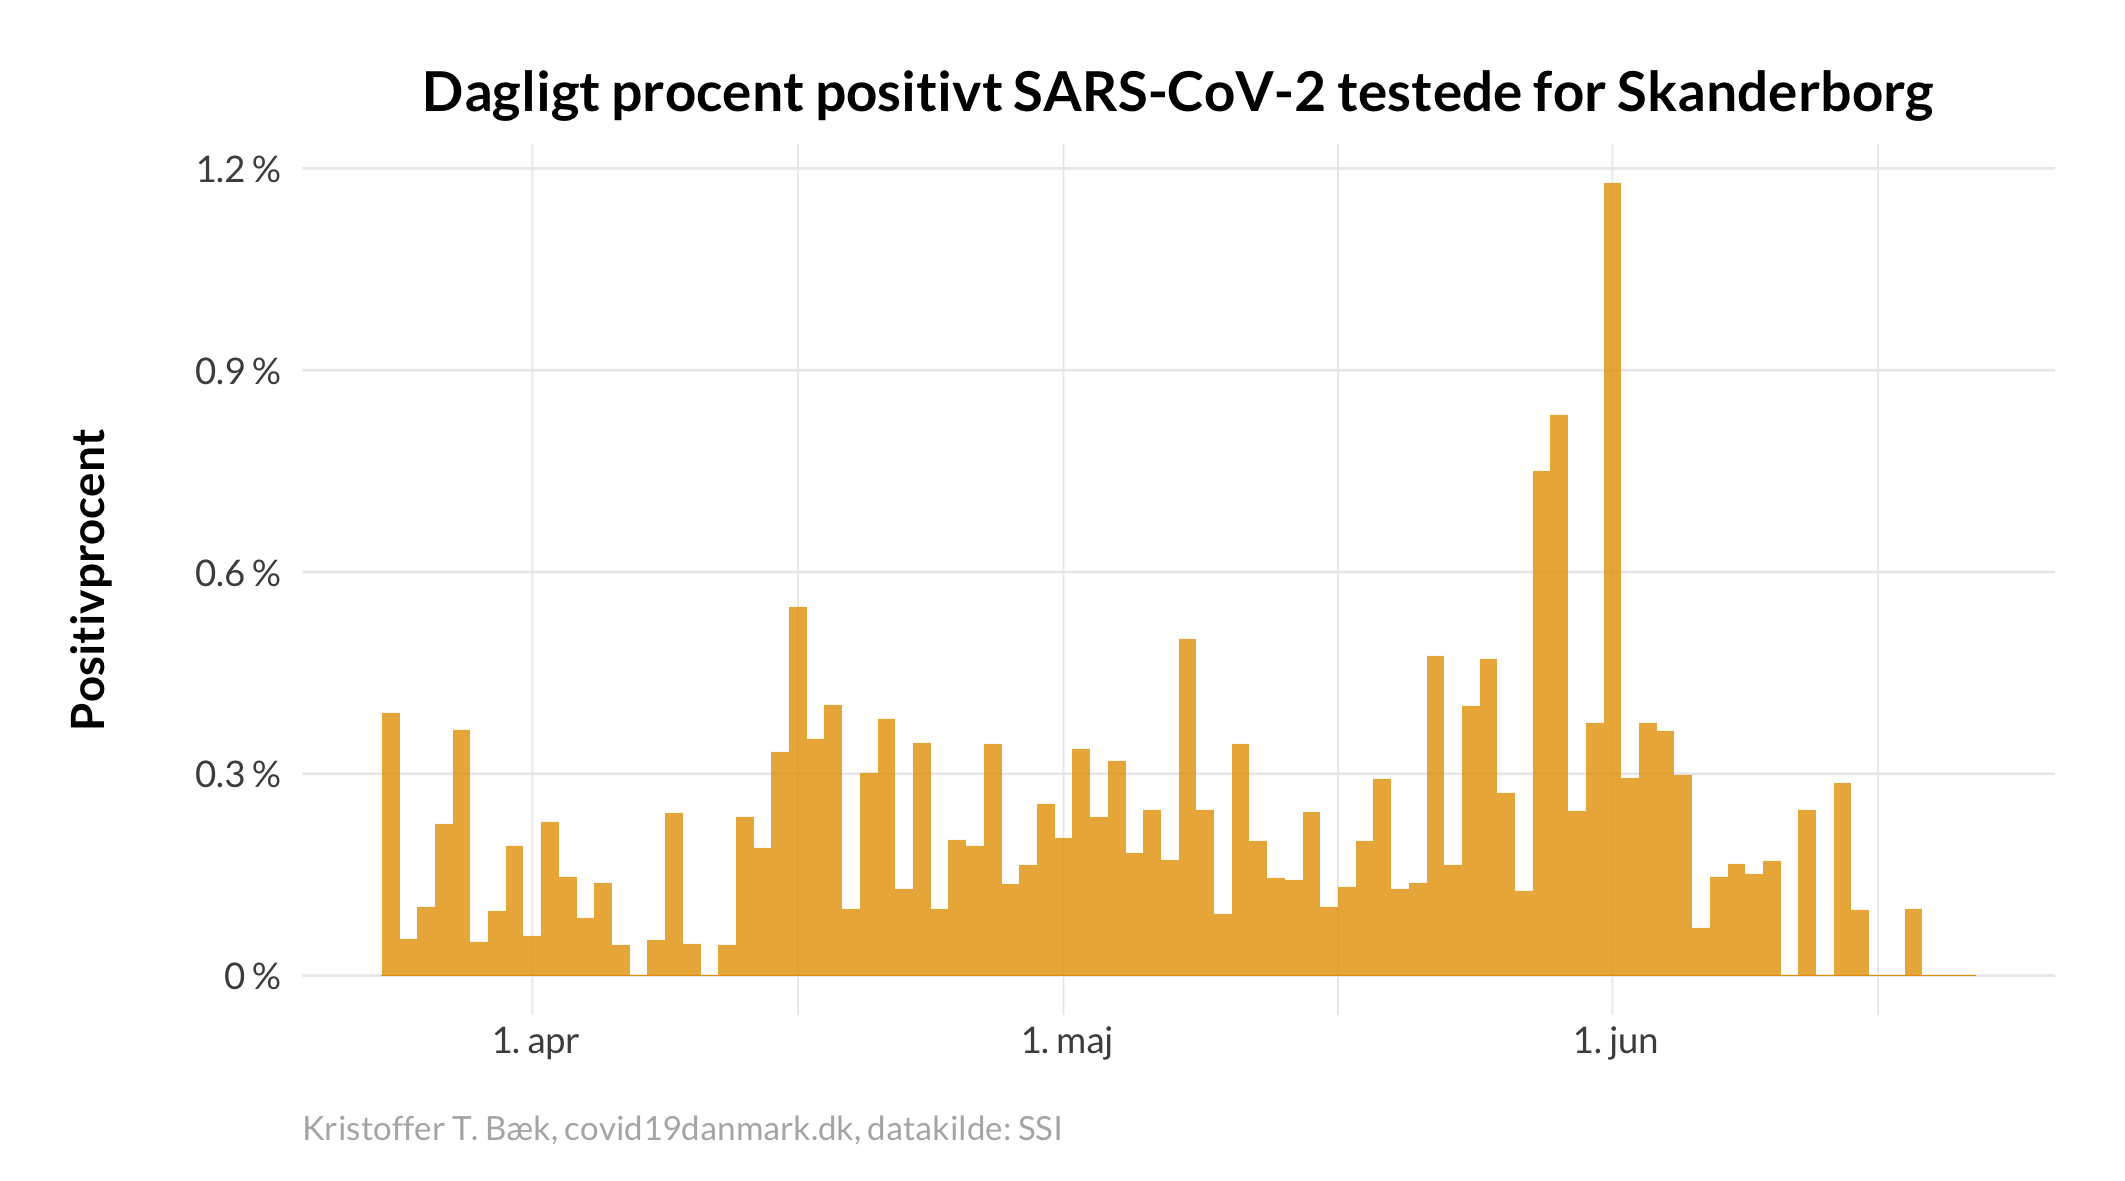 Dagligt procent positivt SARS-CoV-2 testede for Skanderborg
Positivprocent
1.2 %
0.9 %
0.6 %
0.3 %
0 %
1. apr
1. maj
1. jun
Kristoffer T. Bæk, covid19danmark.dk, datakilde: SSI